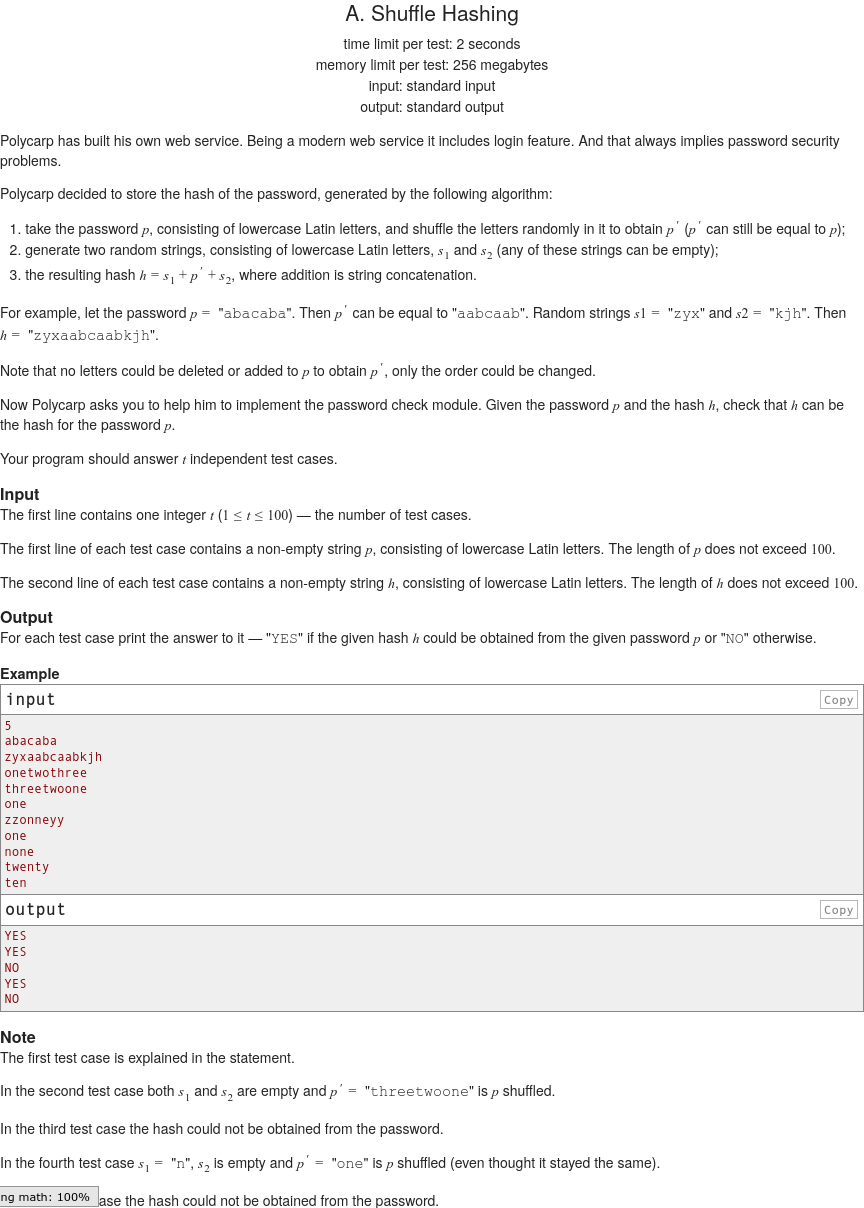 A. Shuffle Hashing
time limit per test: 2 seconds
memory limit per test: 256 megabytes
input: standard input
output: standard output
Polycarp has built his own web service. Being a modern web service it includes login feature. And that always implies password security
problems.
Polycarp decided to store the hash of the password, generated by the following algorithm:
1. take the password p, consisting of lowercase Latin letters, and shuffle the letters randomly in it to obtain p′ (p′ can still be equal to p);
2. generate two random strings, consisting of lowercase Latin letters, s1 and s2 (any of these strings can be empty);
3. the resulting hash h = s1 + p′ + s2, where addition is string concatenation.
For example, let the password p = "abacaba". Then p′ can be equal to "aabcaab". Random strings s1 = "zyx" and s2 = "kjh". Then
h = "zyxaabcaabkjh".
Note that no letters could be deleted or added to p to obtain p′, only the order could be changed.
Now Polycarp asks you to help him to implement the password check module. Given the password p and the hash h, check that h can be
the hash for the password p.
Your program should answer t independent test cases.
Input
The first line contains one integer t (1 ≤ t ≤ 100) — the number of test cases.
The first line of each test case contains a non-empty string p, consisting of lowercase Latin letters. The length of p does not exceed 100.
The second line of each test case contains a non-empty string h, consisting of lowercase Latin letters. The length of h does not exceed 100.
Output
For each test case print the answer to it — "YES" if the given hash h could be obtained from the given password p or "NO" otherwise.
Example
input Copy
5
abacaba
zyxaabcaabkjh
onetwothree
threetwoone
one
zzonneyy
one
none
twenty
ten
output Copy
YES
YES
NO
YES
NO
Note
The first test case is explained in the statement.
In the second test case both s1 and s2 are empty and p′ = "threetwoone" is p shuffled.
In the third test case the hash could not be obtained from the password.
In the fourth test case s1 = "n", s2 is empty and p′ = "one" is p shuffled (even thought it stayed the same).
ng math: 100% ase the hash could not be obtained from the password.